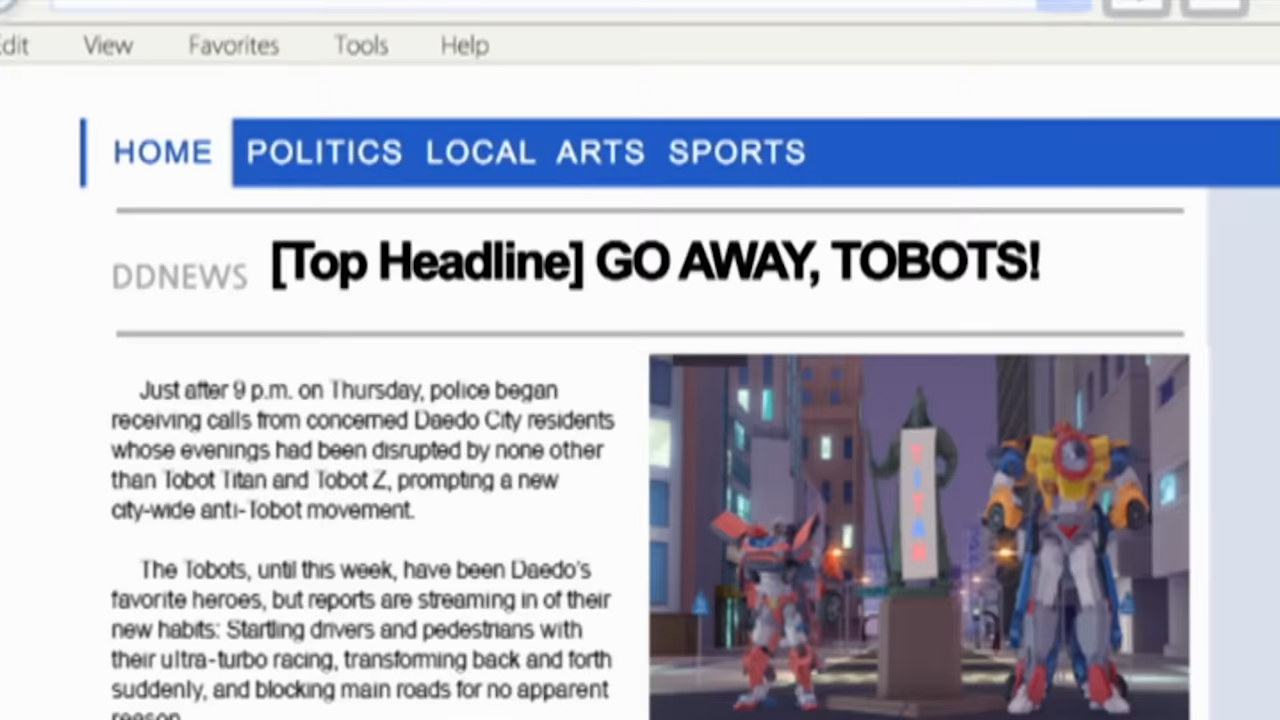 Edit View Favorites Tools Help
HOME POLITICS LOCAL ARTS SPORTS
DDNEWS [Top Headline] GO AWAY, TOBOTS!
Just after 9 p.m. on Thursday, police began
receiving calls from concerned Daedo City residents
whose evenings had been disrupted by none other
than Tobot Titan and Tobot Z, prompting a new
city-wide anti-Tobot movement.
The Tobots, until this week, have been Daedo's
favorite heroes, but reports are streaming in of their
new habits: Startling drivers and pedestrians with
their ultra-turbo racing, transforming back and forth
suddenly, and blocking main roads for no apparent
reason
TITAN